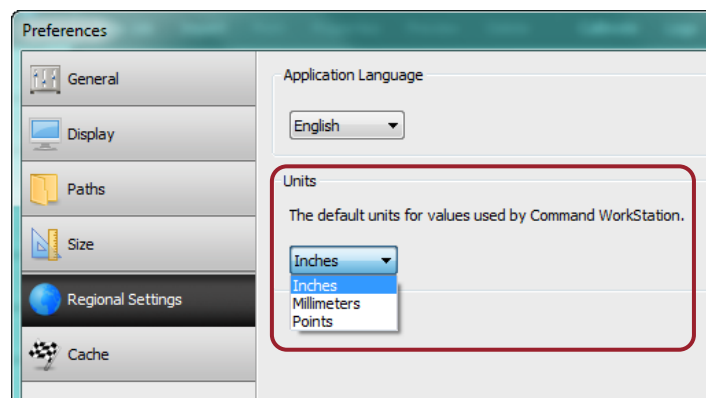 Preferences
General
Display
Paths
Size
Regional Settings
Cache
Application Language
English
Units
The default units for values used by Command WorkStation.
Inches
Inches
Millimeters
Points